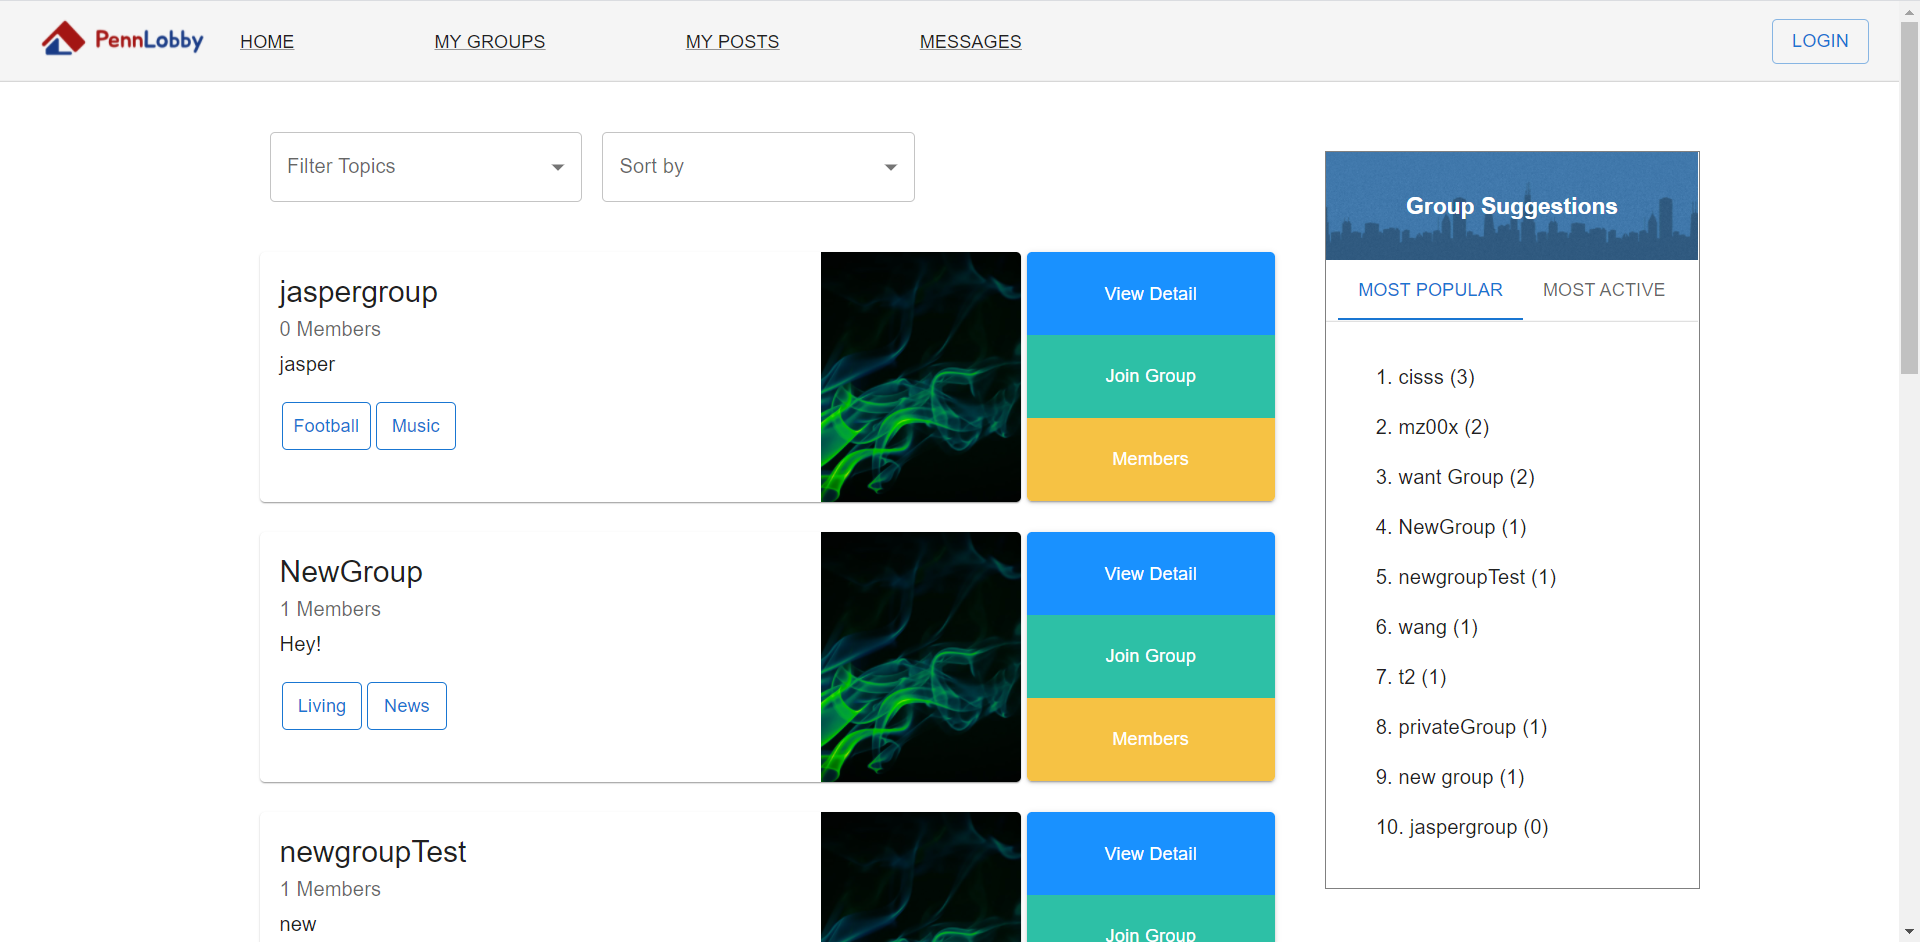 PennLobby
HOME
MY GROUPS
MY POSTS
MESSAGES
LOGIN
Filter Topics
Sort by
jaspergroup
0 Members
jasper
Football
Music
View Detail
Join Group
Members
NewGroup
1 Members
Hey!
Living
News
View Detail
Join Group
Members
newgroupTest
1 Members
new
View Detail
Join Group
Group Suggestions
MOST POPULAR
MOST ACTIVE
1. cisss (3)
2. mz00x (2)
3. want Group (2)
4. NewGroup (1)
5. newgroupTest (1)
6. wang (1)
7. t2 (1)
8. privateGroup (1)
9. new group (1)
10. jaspergroup (0)